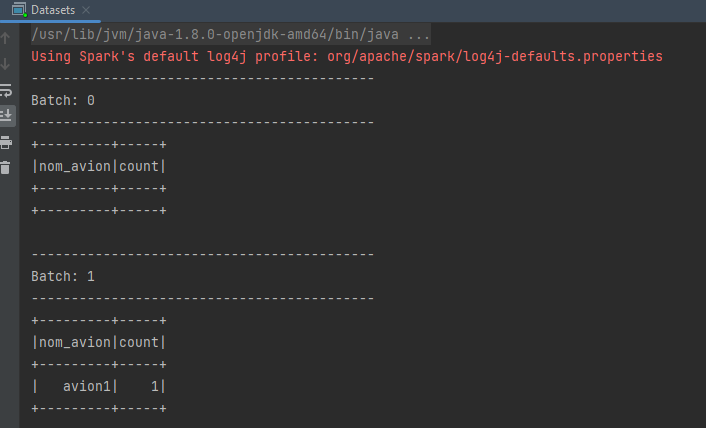 Datasets
/usr/lib/jvm/java-1.8.0-openjdk-amd64/bin/java ...
Using Spark's default log4j profile: org/apache/spark/log4j-defaults.properties
-------------------------------------------
Batch: 0
-------------------------------------------
+---------+-----+
|nom_avion|count|
+---------+-----+
+---------+-----+
-------------------------------------------
Batch: 1
-------------------------------------------
+---------+-----+
|nom_avion|count|
+---------+-----+
|   avion1|    1|
+---------+-----+